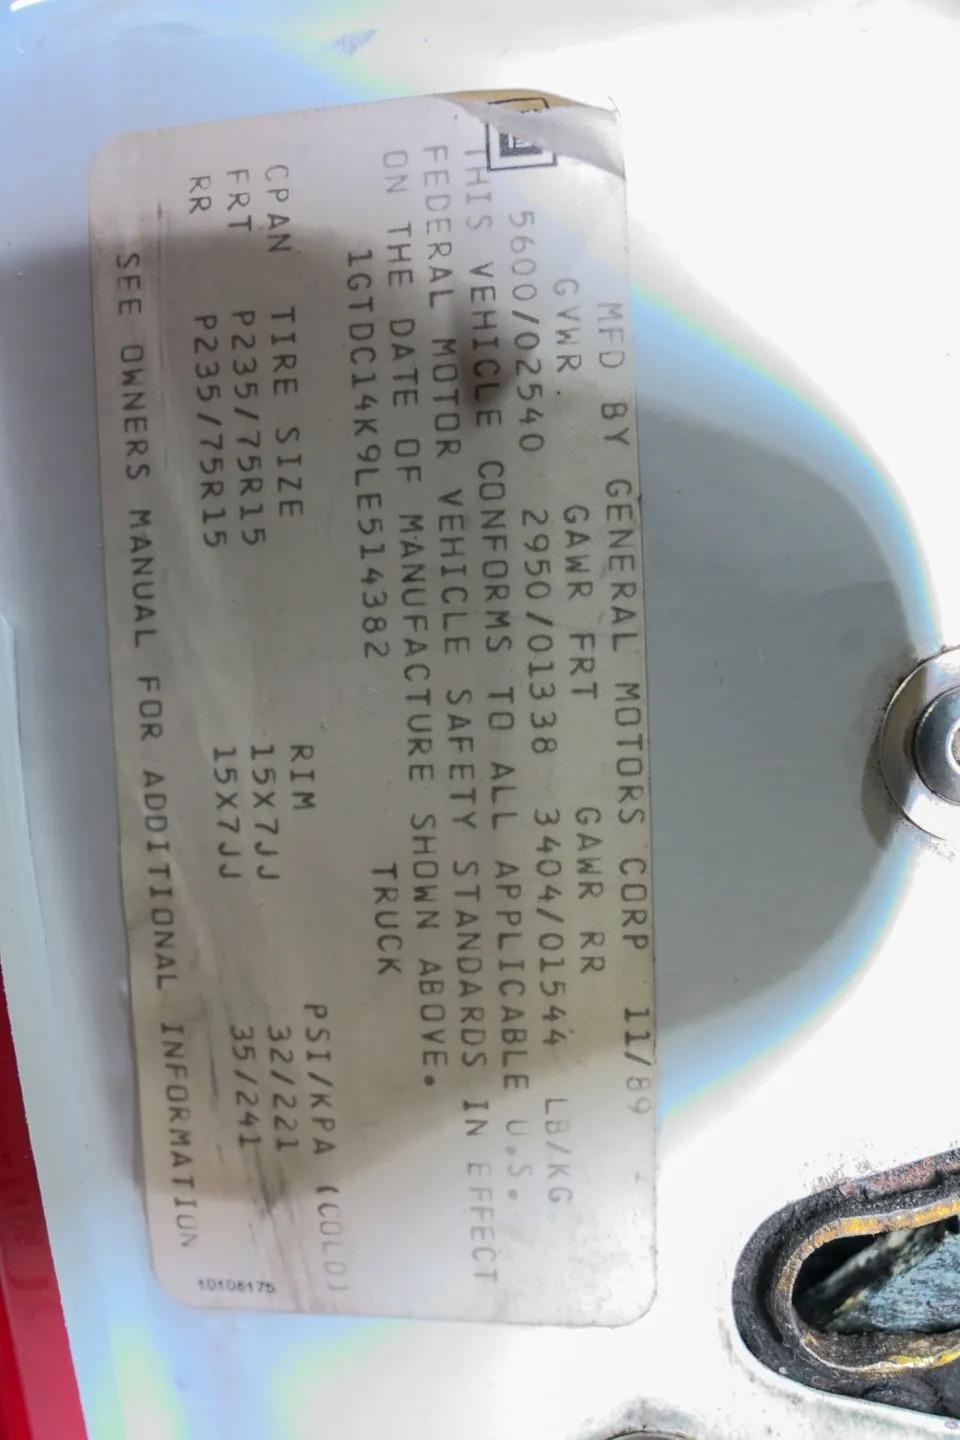 MFD BY GENERAL MOTORS CORP 11/89
GVWR GAWR FRT GAWR RR
5600/02540 2950/01338 3404/01544 LB/KG
THIS VEHICLE CONFORMS TO ALL APPLICABLE U.S.
FEDERAL MOTOR VEHICLE SAFETY STANDARDS IN EFFECT
ON THE DATE OF MANUFACTURE SHOWN ABOVE.
1GTDC14K9LE514382 TRUCK
PSI/KPA (COLD)
CPAN TIRE SIZE RIM
FRT P235/75R15 15X7JJ 32/221
RR P235/75R15 15X7JJ 35/241
SEE OWNERS MANUAL FOR ADDITIONAL INFORMATION
10106175